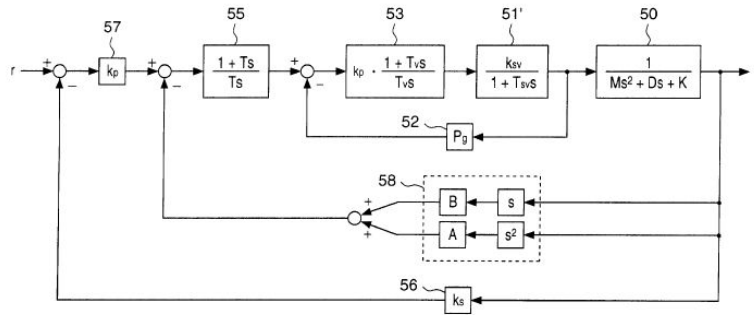 57 55 53 51' 50
r + − kp + − 1 + Ts / Ts + − kp · 1 + Tvs / Tvs ksv / 1 + Tsvs 1 / Ms² + Ds + K
52 Pg
58 + B s
+ A s²
56 ks